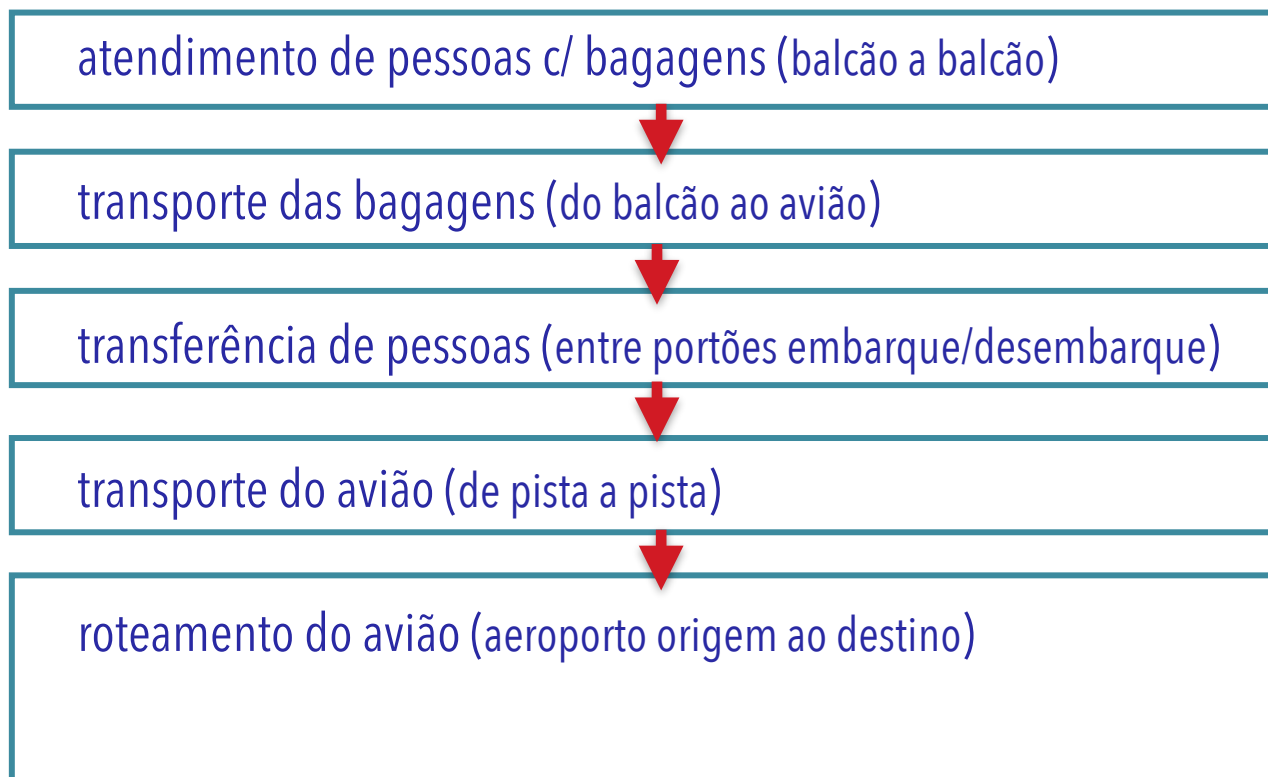 atendimento de pessoas c/ bagagens (balcão a balcão)
transporte das bagagens (do balcão ao avião)
transferência de pessoas (entre portões embarque/desembarque)
transporte do avião (de pista a pista)
roteamento do avião (aeroporto origem ao destino)